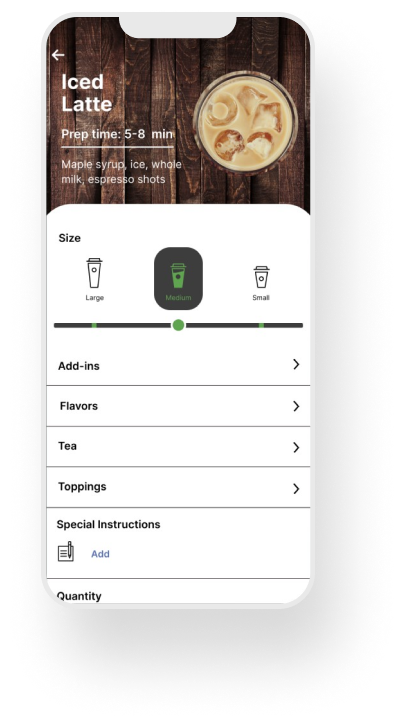 Iced
Latte
Prep time: 5-8 min
Maple syrup, ice, whole
milk, espresso shots
Size
Large
Medium
Small
Add-ins
Flavors
Tea
Toppings
Special Instructions
Add
Quantity